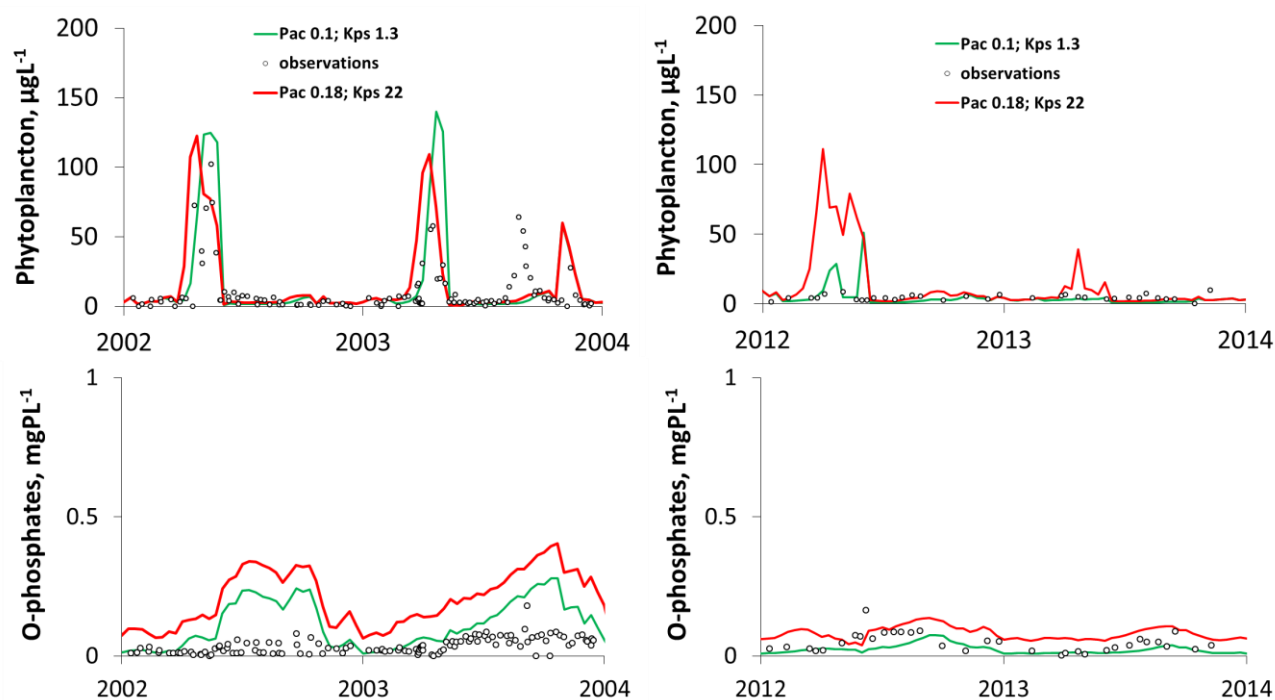 Phytoplancton, µgL-1
200
150
100
50
0
Pac 0.1; Kps 1.3
observations
Pac 0.18; Kps 22
2002
2003
2004
Phytoplancton, µgL-1
200
150
100
50
0
Pac 0.1; Kps 1.3
observations
Pac 0.18; Kps 22
2012
2013
2014
O-phosphates, mgPL-1
1
0.5
0
2002
2003
2004
O-phosphates, mgPL-1
1
0.5
0
2012
2013
2014